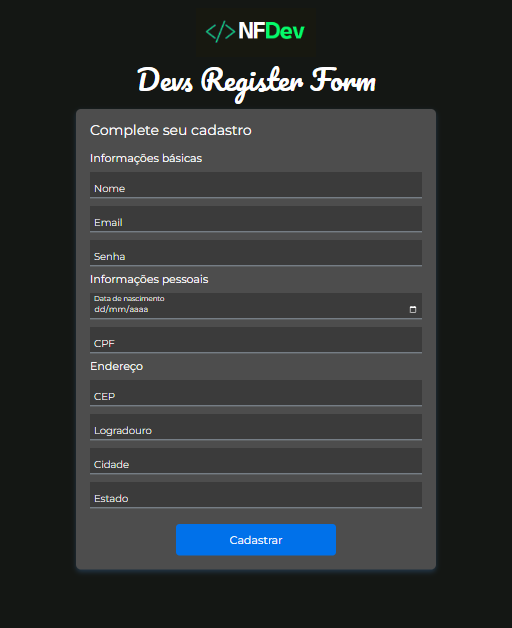 </> NFDev
Devs Register Form
Complete seu cadastro
Informações básicas
Nome
Email
Senha
Informações pessoais
Data de nascimento
dd/mm/aaaa
CPF
Endereço
CEP
Logradouro
Cidade
Estado
Cadastrar